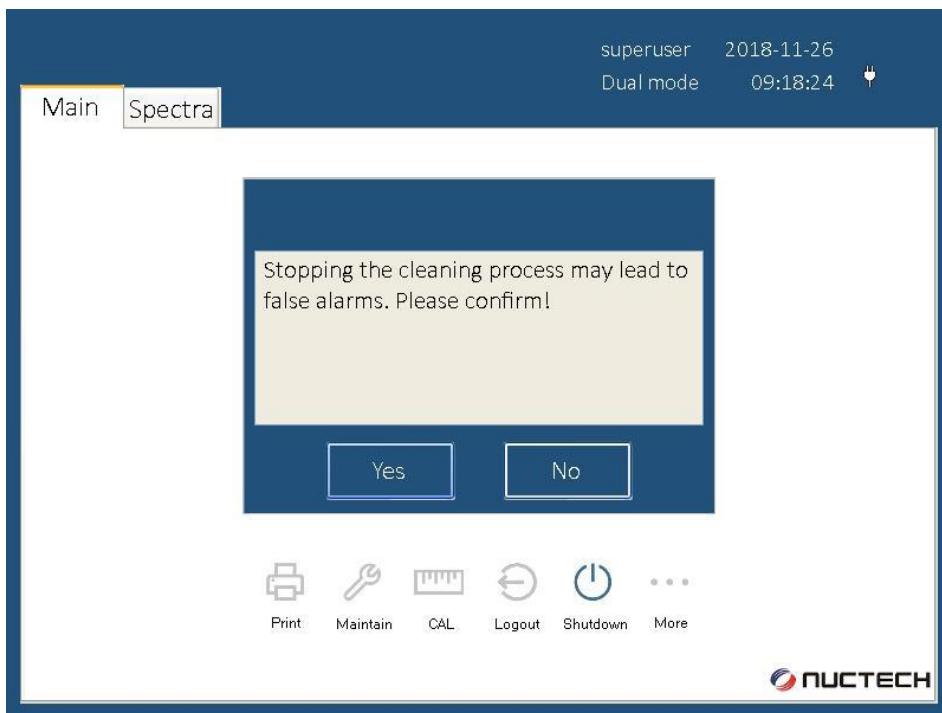 superuser 2018-11-26
Dual mode 09:18:24
Main Spectra
Stopping the cleaning process may lead to
false alarms. Please confirm!
Yes No
Print Maintain CAL Logout Shutdown More
NUCTECH